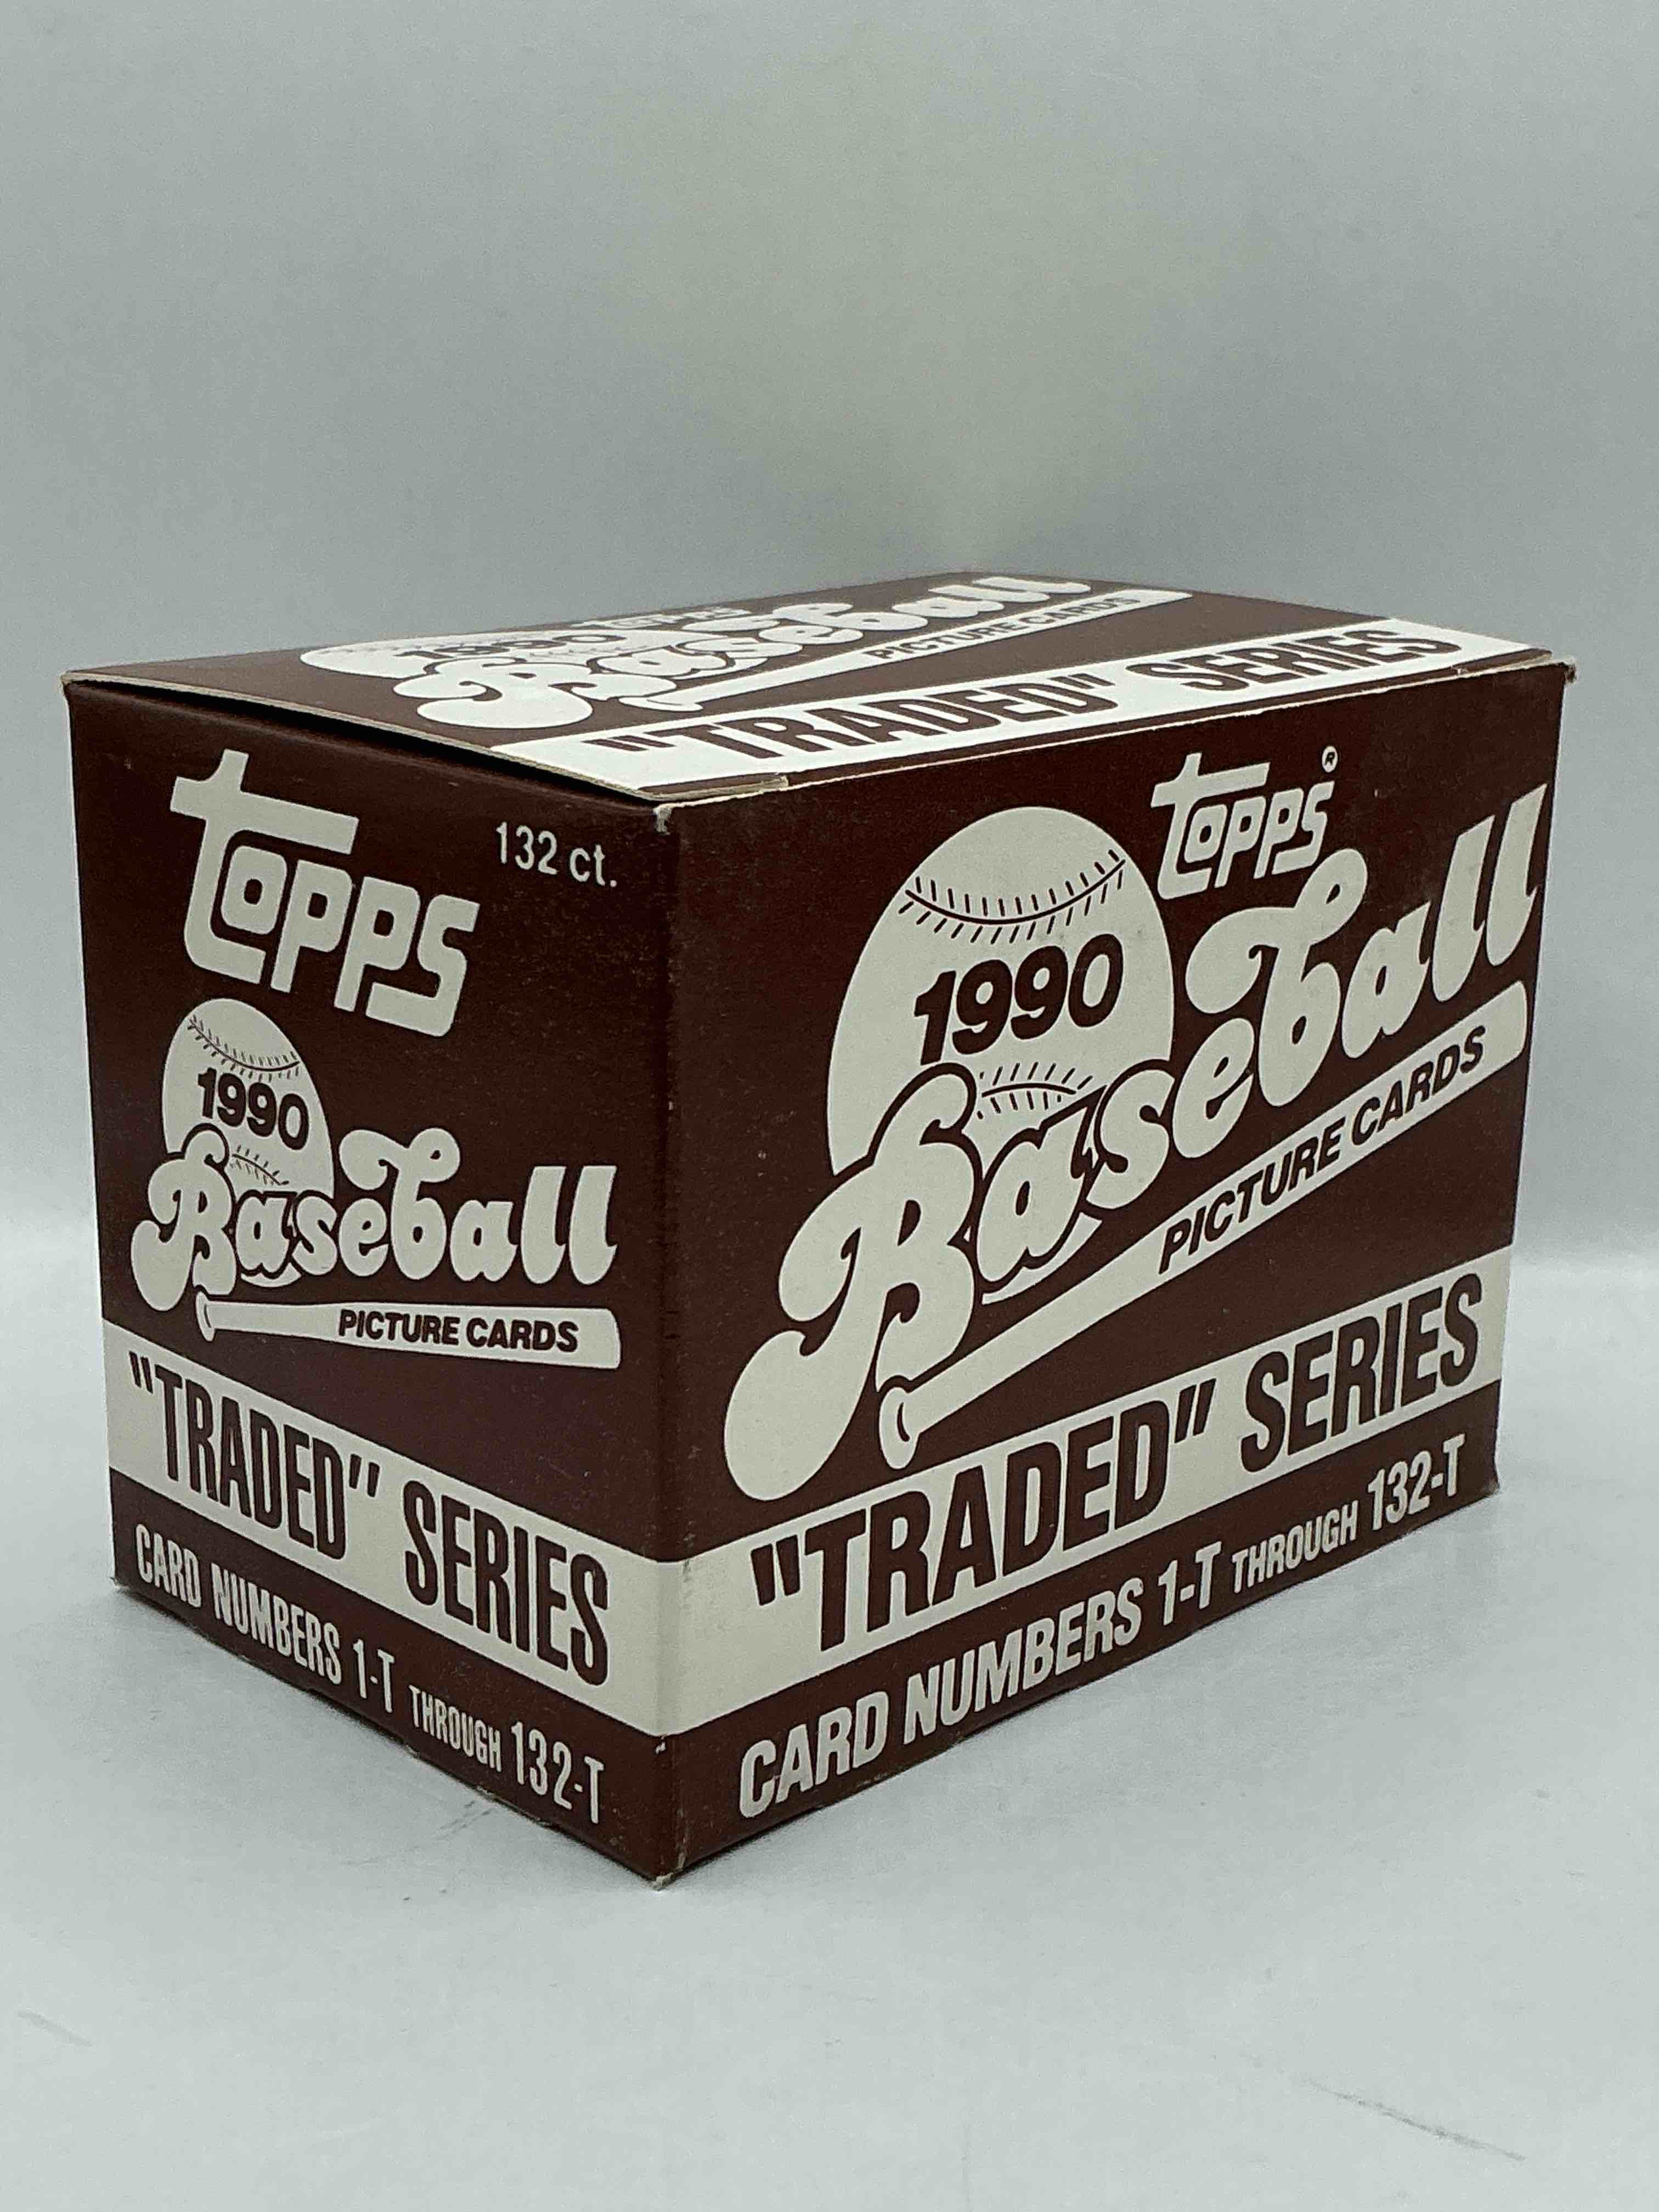 Topps
1990
Baseball
PICTURE CARDS
"TRADED" SERIES
Topps
132 ct.
1990
Baseball
PICTURE CARDS
"TRADED" SERIES
CARD NUMBERS 1-T THROUGH 132-T
Topps®
1990
Baseball
PICTURE CARDS
"TRADED" SERIES
CARD NUMBERS 1-T THROUGH 132-T